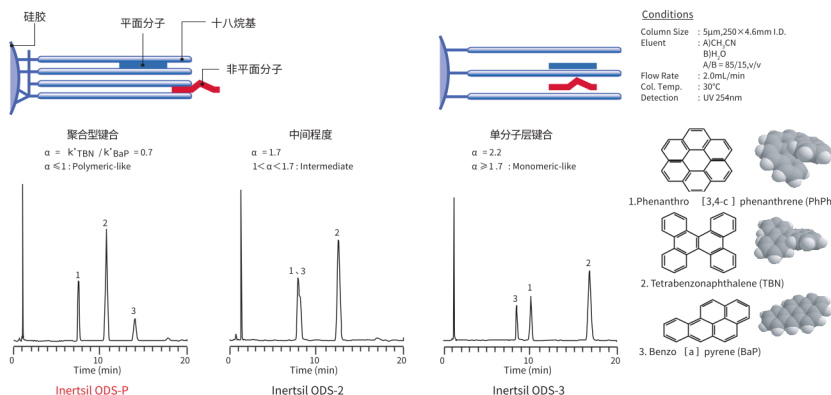 硅胶
平面分子
十八烷基
非平面分子
Conditions
Column Size : 5μm,250×4.6mm I.D.
Eluent : A)CH3CN
B)H2O
A/B = 85/15,v/v
Flow Rate : 2.0mL/min
Col. Temp. : 30°C
Detection : UV 254nm
聚合型键合
α = k'TBN / k'BaP = 0.7
α ≤1 : Polymeric-like
中间程度
α = 1.7
1＜α＜1.7 : Intermediate
单分子层键合
α = 2.2
α ≥1.7 : Monomeric-like
1
2
3
0 10 20
Time (min)
Inertsil ODS-P
1、3
2
0 10 20
Time (min)
Inertsil ODS-2
3
1
2
0 10 20
Time (min)
Inertsil ODS-3
1.Phenanthro [3,4-c] phenanthrene (PhPh
2. Tetrabenzonaphthalene (TBN)
3. Benzo [a] pyrene (BaP)